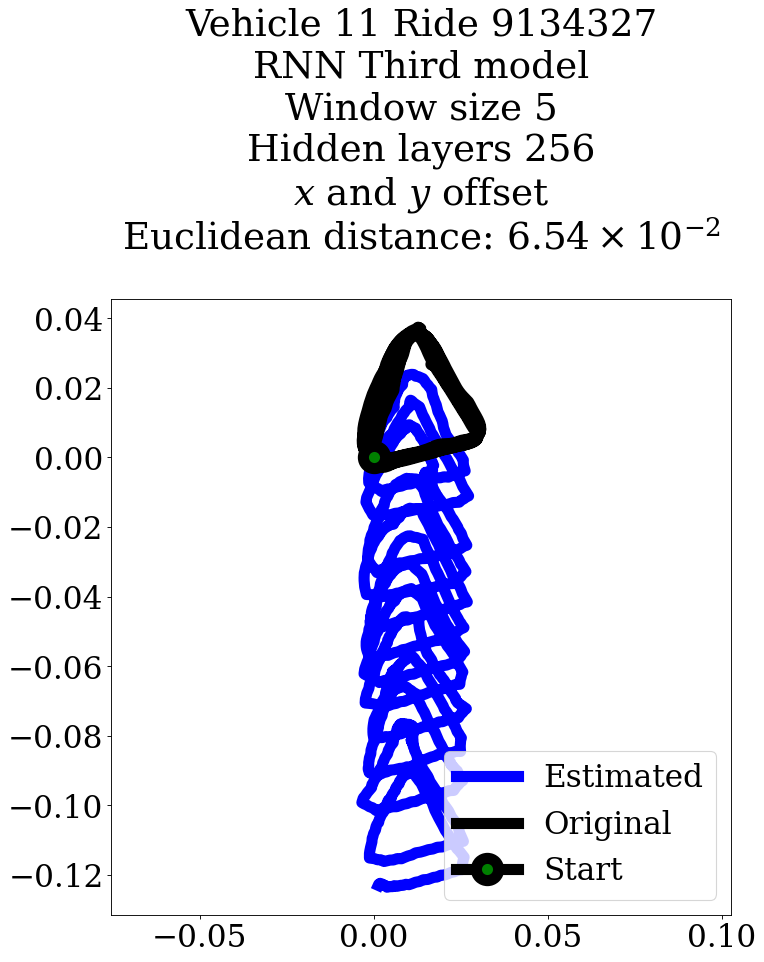 Vehicle 11 Ride 9134327
RNN Third model
Window size 5
Hidden layers 256
x and y offset
Euclidean distance: 6.54 × 10⁻²
0.04
0.02
0.00
−0.02
−0.04
−0.06
−0.08
−0.10
−0.12
Estimated
Original
Start
−0.05 0.00 0.05 0.10